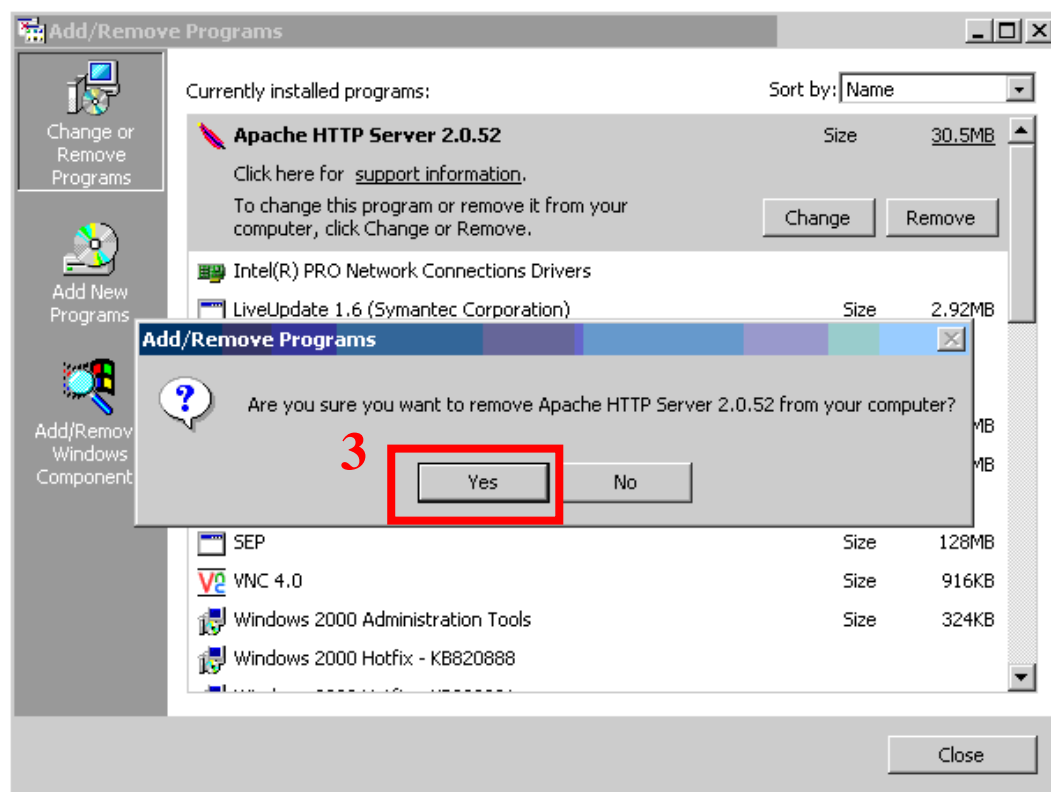 Add/Remove Programs
Change or
Remove
Programs
Add New
Programs
Add/Remov
Windows
Component
Currently installed programs:
Sort by: Name
Apache HTTP Server 2.0.52 Size 30.5MB
Click here for support information.
To change this program or remove it from your
computer, click Change or Remove.
Change Remove
Intel(R) PRO Network Connections Drivers
LiveUpdate 1.6 (Symantec Corporation) Size 2.92MB
Add/Remove Programs
Are you sure you want to remove Apache HTTP Server 2.0.52 from your computer?
3
Yes No
MB
MB
SEP Size 128MB
VNC 4.0 Size 916KB
Windows 2000 Administration Tools Size 324KB
Windows 2000 Hotfix - KB820888
Close